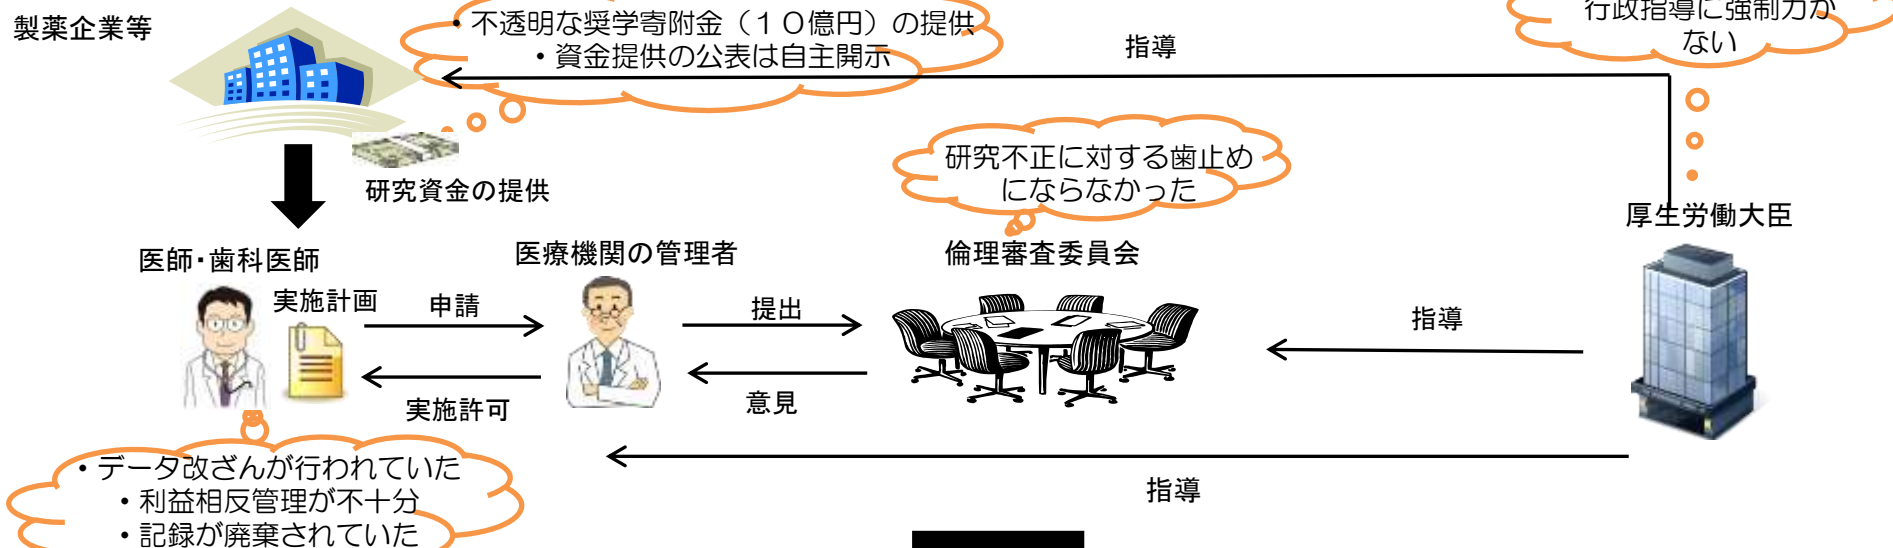 製薬企業等
・不透明な奨学寄附金（１０億円）の提供
・資金提供の公表は自主開示
指導
行政指導に強制力が
ない
研究資金の提供
研究不正に対する歯止め
にならなかった
厚生労働大臣
医師・歯科医師
医療機関の管理者
倫理審査委員会
実施計画
申請
提出
指導
実施許可
意見
・データ改ざんが行われていた
・利益相反管理が不十分
・記録が廃棄されていた
指導